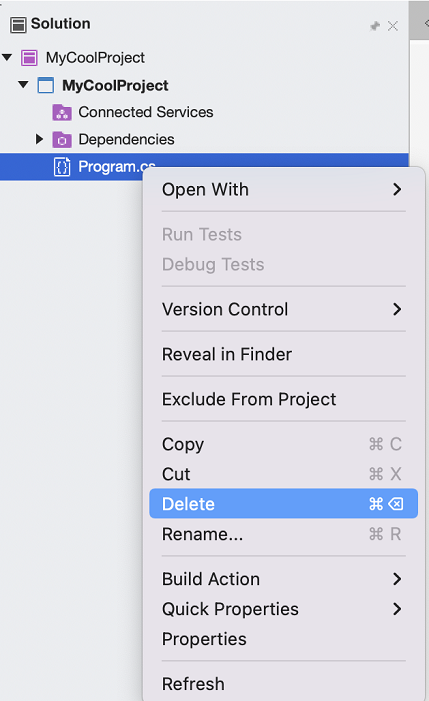 Solution
MyCoolProject
MyCoolProject
Connected Services
Dependencies
Program.cs
Open With
Run Tests
Debug Tests
Version Control
Reveal in Finder
Exclude From Project
Copy ⌘ C
Cut ⌘ X
Delete ⌘ ⌫
Rename... ⌘ R
Build Action
Quick Properties
Properties
Refresh